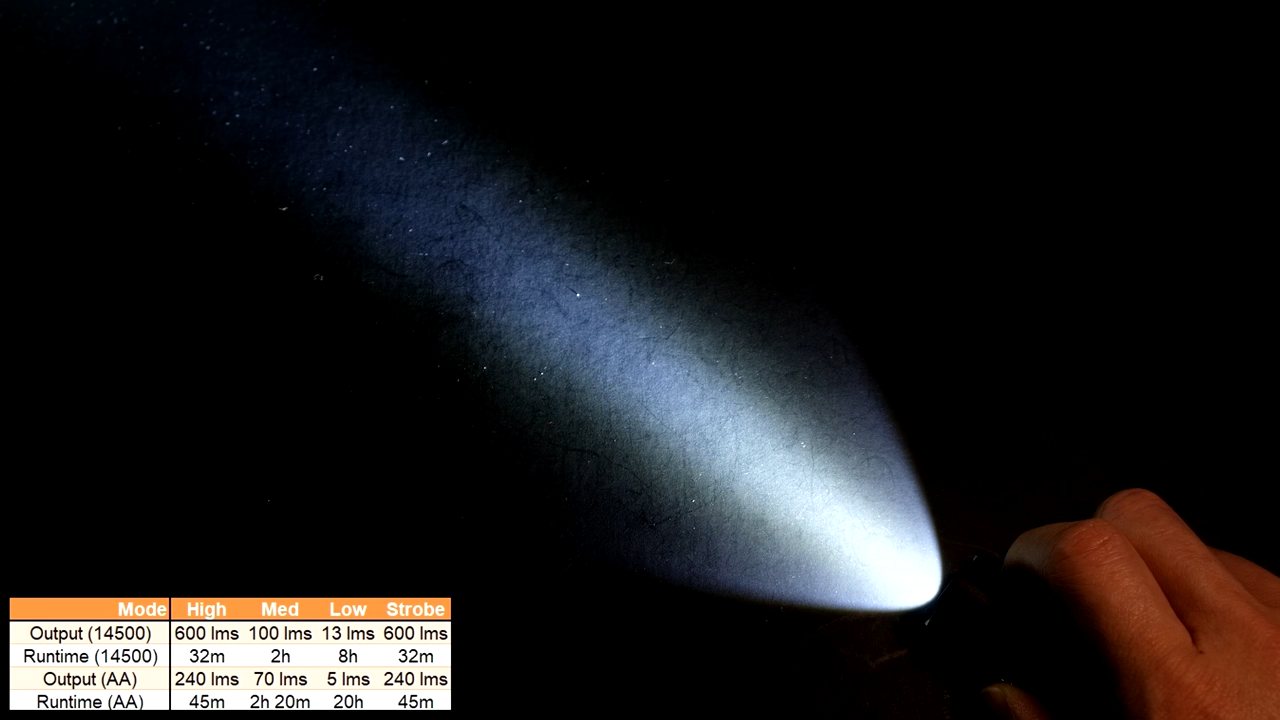 Mode High Med Low Strobe
Output (14500) 600 lms 100 lms 13 lms 600 lms
Runtime (14500) 32m 2h 8h 32m
Output (AA) 240 lms 70 lms 5 lms 240 lms
Runtime (AA) 45m 2h 20m 20h 45m